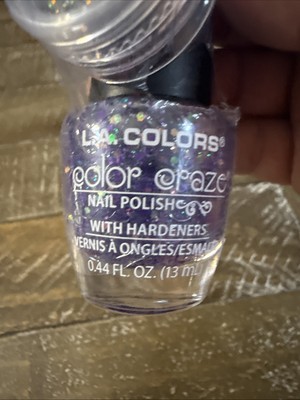 L.A. COLORS®
color craze
NAIL POLISH
WITH HARDENERS
VERNIS À ONGLES/ESMALTE
0.44 FL. OZ. (13 mL)